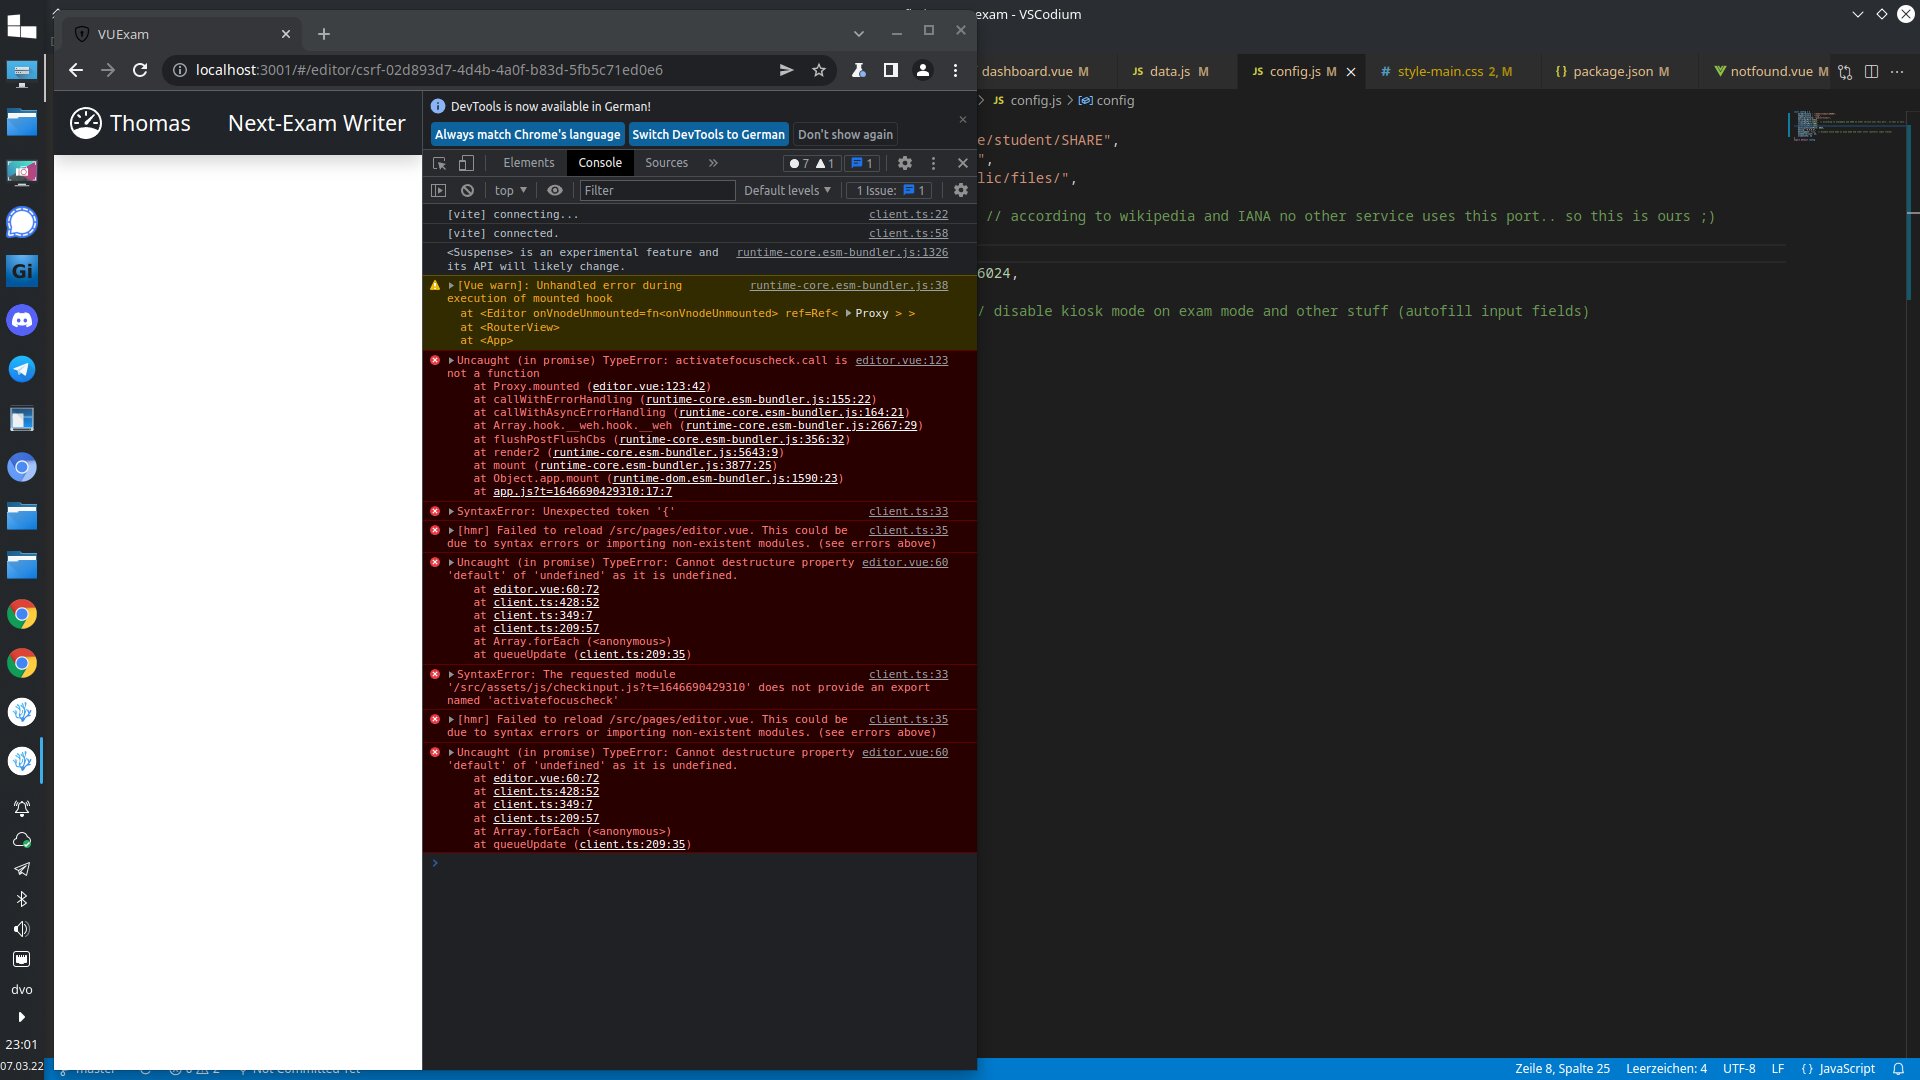 exam - VSCodium
VUExam
localhost:3001/#/editor/csrf-02d893d7-4d4b-4a0f-b83d-5fb5c71ed0e6
dashboard.vue M
JS data.js M
JS config.js M
# style-main.css 2, M
{} package.json M
notfound.vue M
JS config.js > config
Thomas
Next-Exam Writer
DevTools is now available in German!
Always match Chrome's language
Switch DevTools to German
Don't show again
Elements
Console
Sources
7
1
1
top
Filter
Default levels
1 Issue:
1
[vite] connecting...
client.ts:22
[vite] connected.
client.ts:58
<Suspense> is an experimental feature and
runtime-core.esm-bundler.js:1326
its API will likely change.
[Vue warn]: Unhandled error during
runtime-core.esm-bundler.js:38
execution of mounted hook
at <Editor onVnodeUnmounted=fn<onVnodeUnmounted> ref=Ref< Proxy > >
at <RouterView>
at <App>
Uncaught (in promise) TypeError: activatefocuscheck.call is
editor.vue:123
not a function
at Proxy.mounted (editor.vue:123:42)
at callWithErrorHandling (runtime-core.esm-bundler.js:155:22)
at callWithAsyncErrorHandling (runtime-core.esm-bundler.js:164:21)
at Array.hook.__weh.hook.__weh (runtime-core.esm-bundler.js:2667:29)
at flushPostFlushCbs (runtime-core.esm-bundler.js:356:32)
at render2 (runtime-core.esm-bundler.js:5643:9)
at mount (runtime-core.esm-bundler.js:3877:25)
at Object.app.mount (runtime-dom.esm-bundler.js:1590:23)
at app.js?t=1646690429310:17:7
SyntaxError: Unexpected token '{'
client.ts:33
[hmr] Failed to reload /src/pages/editor.vue. This could be
client.ts:35
due to syntax errors or importing non-existent modules. (see errors above)
Uncaught (in promise) TypeError: Cannot destructure property
editor.vue:60
'default' of 'undefined' as it is undefined.
at editor.vue:60:72
at client.ts:428:52
at client.ts:349:7
at client.ts:209:57
at Array.forEach (<anonymous>)
at queueUpdate (client.ts:209:35)
SyntaxError: The requested module
client.ts:33
'/src/assets/js/checkinput.js?t=1646690429310' does not provide an export
named 'activatefocuscheck'
[hmr] Failed to reload /src/pages/editor.vue. This could be
client.ts:35
due to syntax errors or importing non-existent modules. (see errors above)
Uncaught (in promise) TypeError: Cannot destructure property
editor.vue:60
'default' of 'undefined' as it is undefined.
at editor.vue:60:72
at client.ts:428:52
at client.ts:349:7
at client.ts:209:57
at Array.forEach (<anonymous>)
at queueUpdate (client.ts:209:35)
e/student/SHARE",
",
lic/files/",
// according to wikipedia and IANA no other service uses this port.. so this is ours ;)
6024,
/ disable kiosk mode on exam mode and other stuff (autofill input fields)
Gi
dvo
23:01
07.03.22
Zeile 8, Spalte 25
Leerzeichen: 4
UTF-8
LF
{} JavaScript